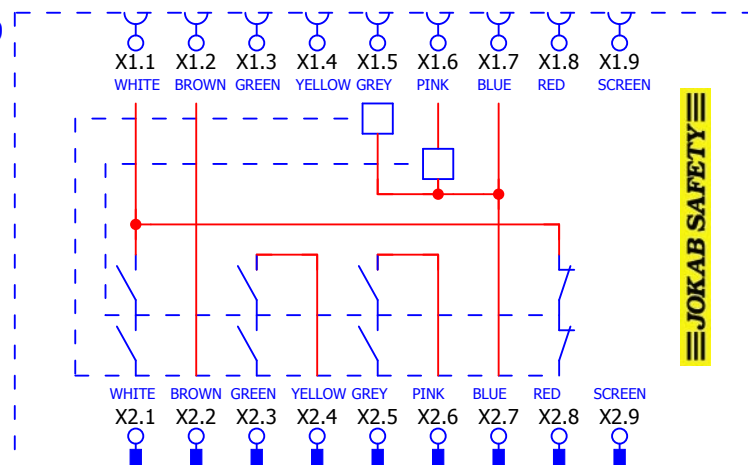 X1.1 X1.2 X1.3 X1.4 X1.5 X1.6 X1.7 X1.8 X1.9
WHITE BROWN GREEN YELLOW GREY PINK BLUE RED SCREEN
JOKAB SAFETY
WHITE BROWN GREEN YELLOW GREY PINK BLUE RED SCREEN
X2.1 X2.2 X2.3 X2.4 X2.5 X2.6 X2.7 X2.8 X2.9